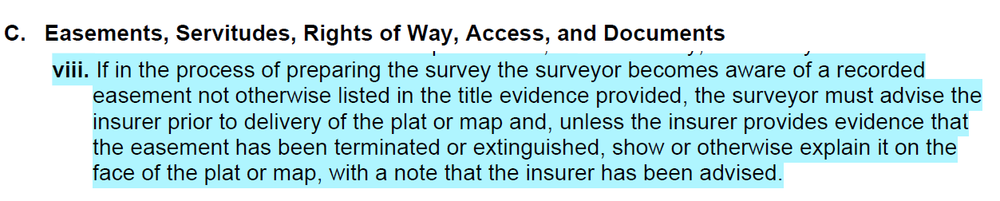 C. Easements, Servitudes, Rights of Way, Access, and Documents
viii. If in the process of preparing the survey the surveyor becomes aware of a recorded
easement not otherwise listed in the title evidence provided, the surveyor must advise the
insurer prior to delivery of the plat or map and, unless the insurer provides evidence that
the easement has been terminated or extinguished, show or otherwise explain it on the
face of the plat or map, with a note that the insurer has been advised.